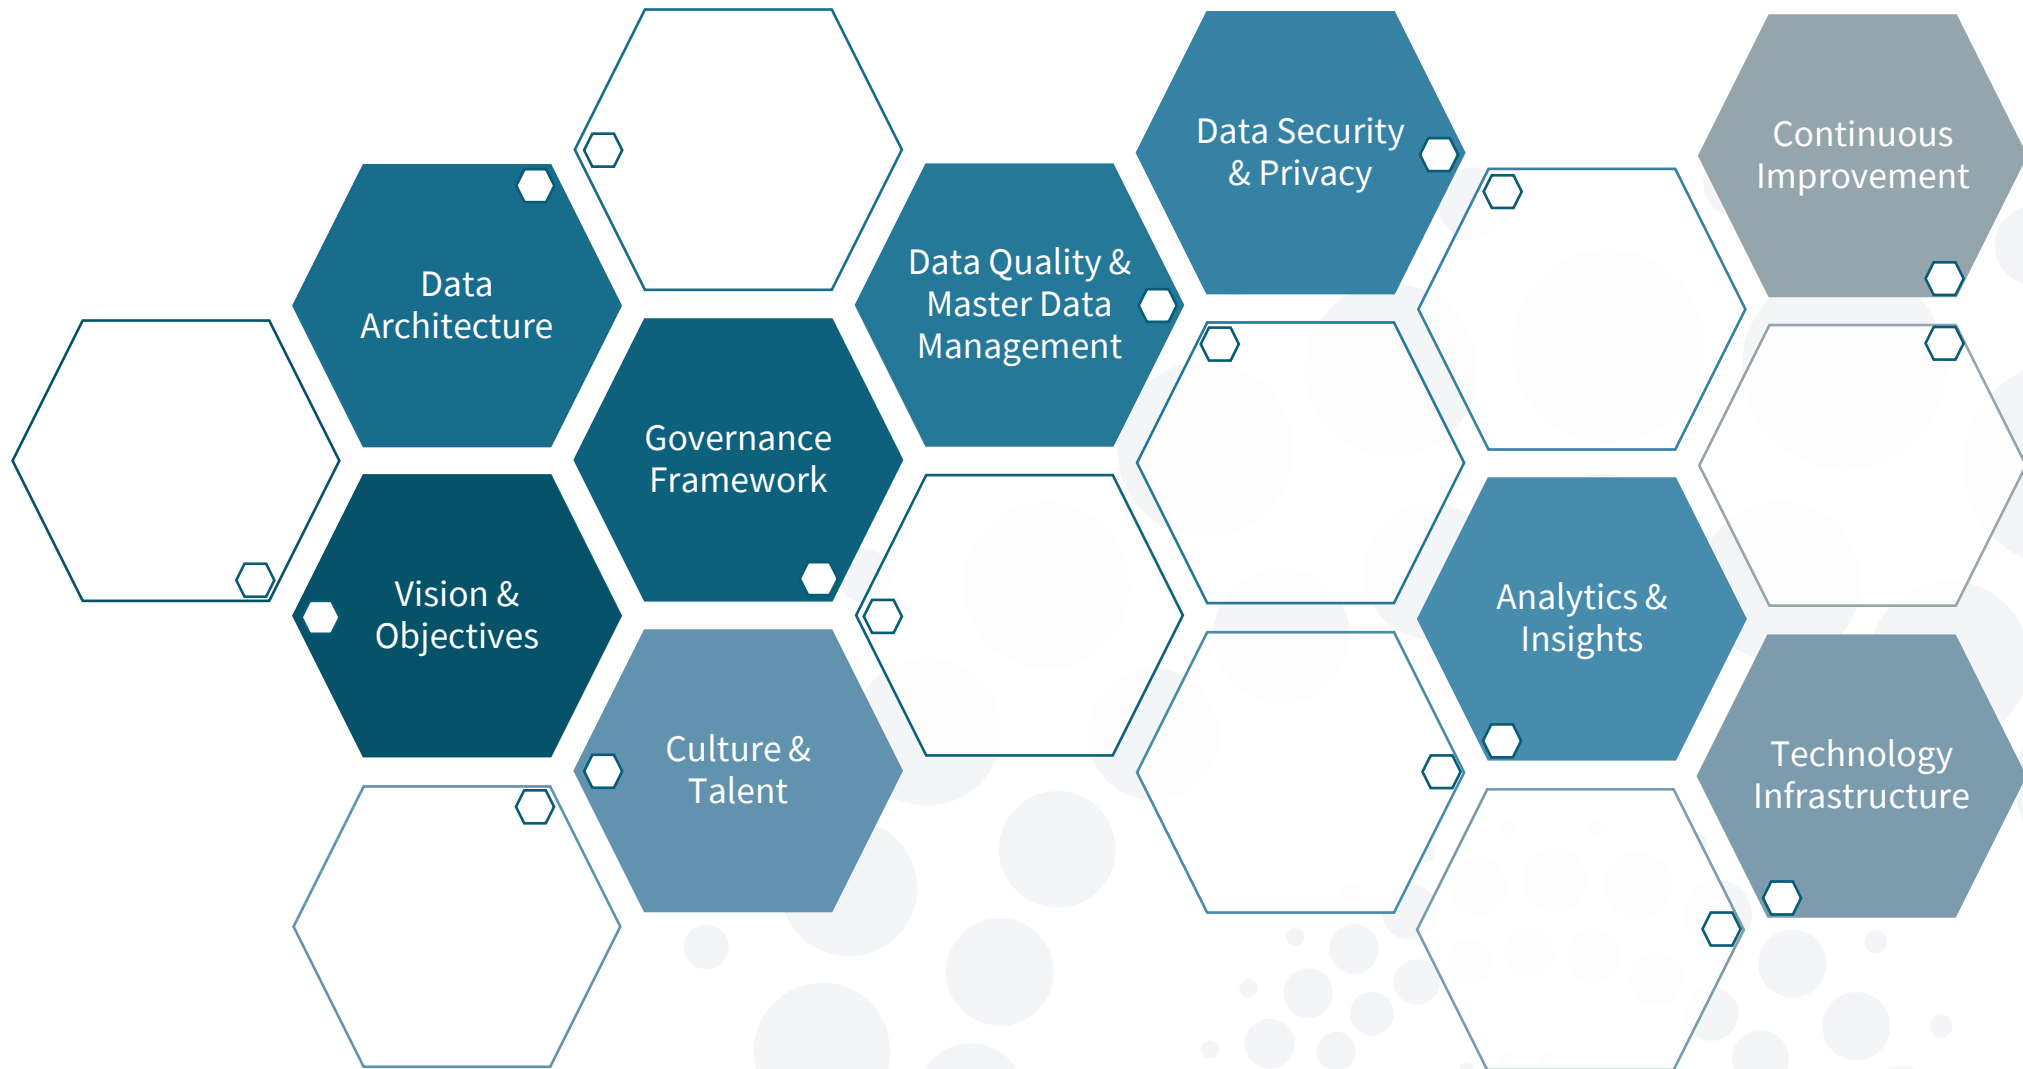 Data Security
& Privacy
Continuous
Improvement
Data
Architecture
Data Quality &
Master Data
Management
Governance
Framework
Vision &
Objectives
Analytics &
Insights
Culture &
Talent
Technology
Infrastructure